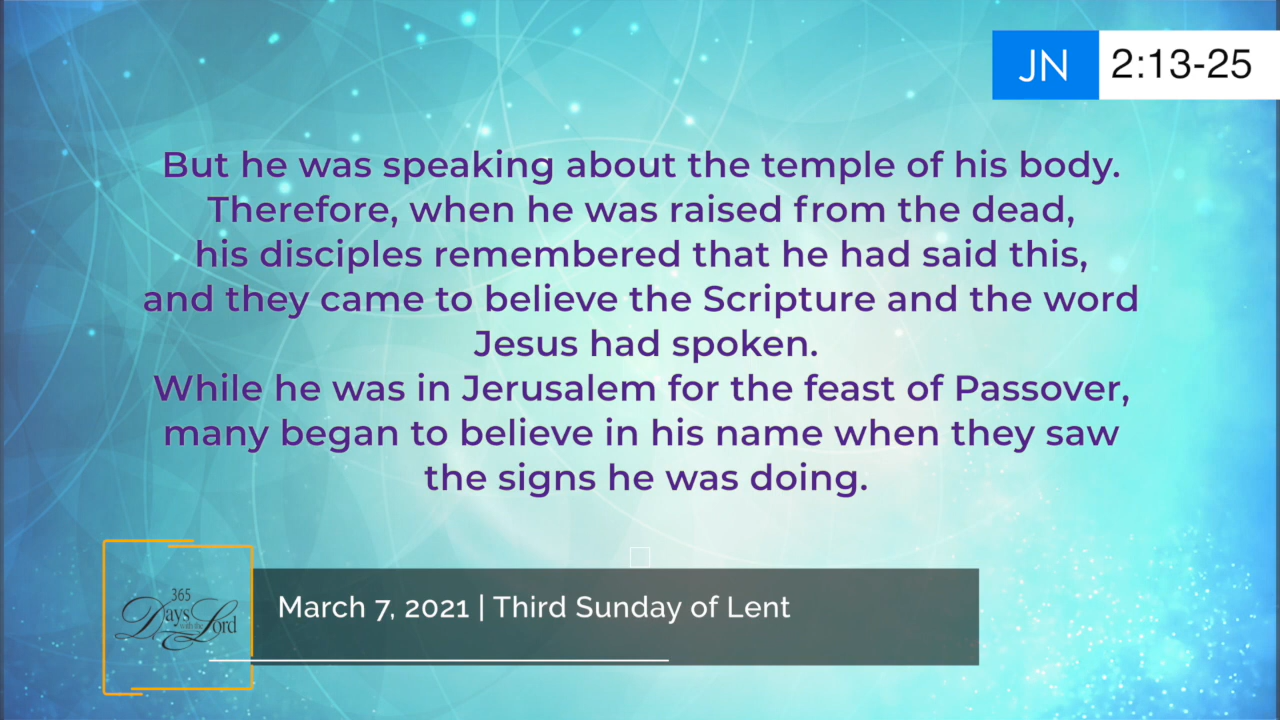 JN 2:13-25
But he was speaking about the temple of his body.
Therefore, when he was raised from the dead,
his disciples remembered that he had said this,
and they came to believe the Scripture and the word
Jesus had spoken.
While he was in Jerusalem for the feast of Passover,
many began to believe in his name when they saw
the signs he was doing.
365
Days with the Lord
March 7, 2021 | Third Sunday of Lent